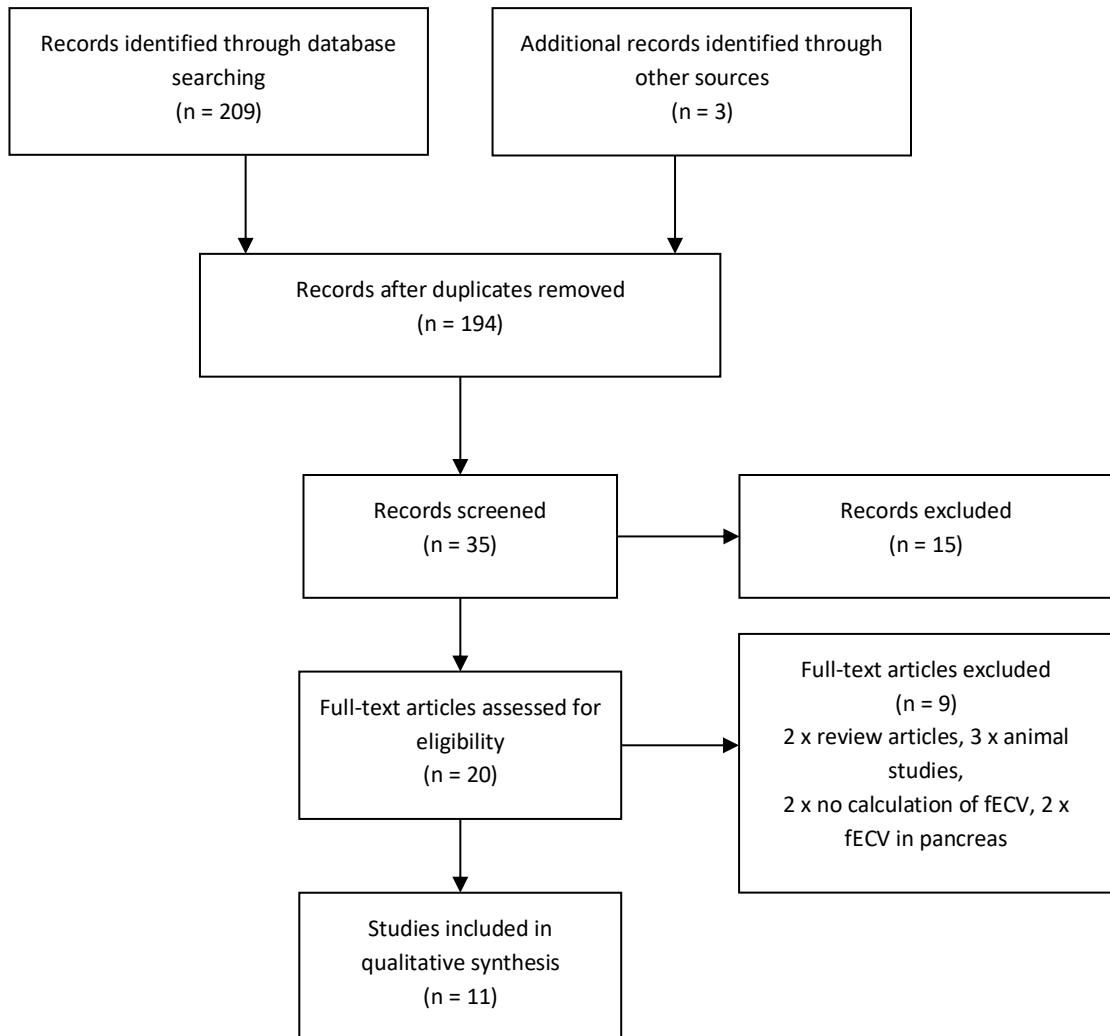 Records identified through database
searching
(n = 209)
Additional records identified through
other sources
(n = 3)
Records after duplicates removed
(n = 194)
Records screened
(n = 35)
Records excluded
(n = 15)
Full-text articles assessed for
eligibility
(n = 20)
Full-text articles excluded
(n = 9)
2 x review articles, 3 x animal
studies,
2 x no calculation of fECV, 2 x
fECV in pancreas
Studies included in
qualitative synthesis
(n = 11)